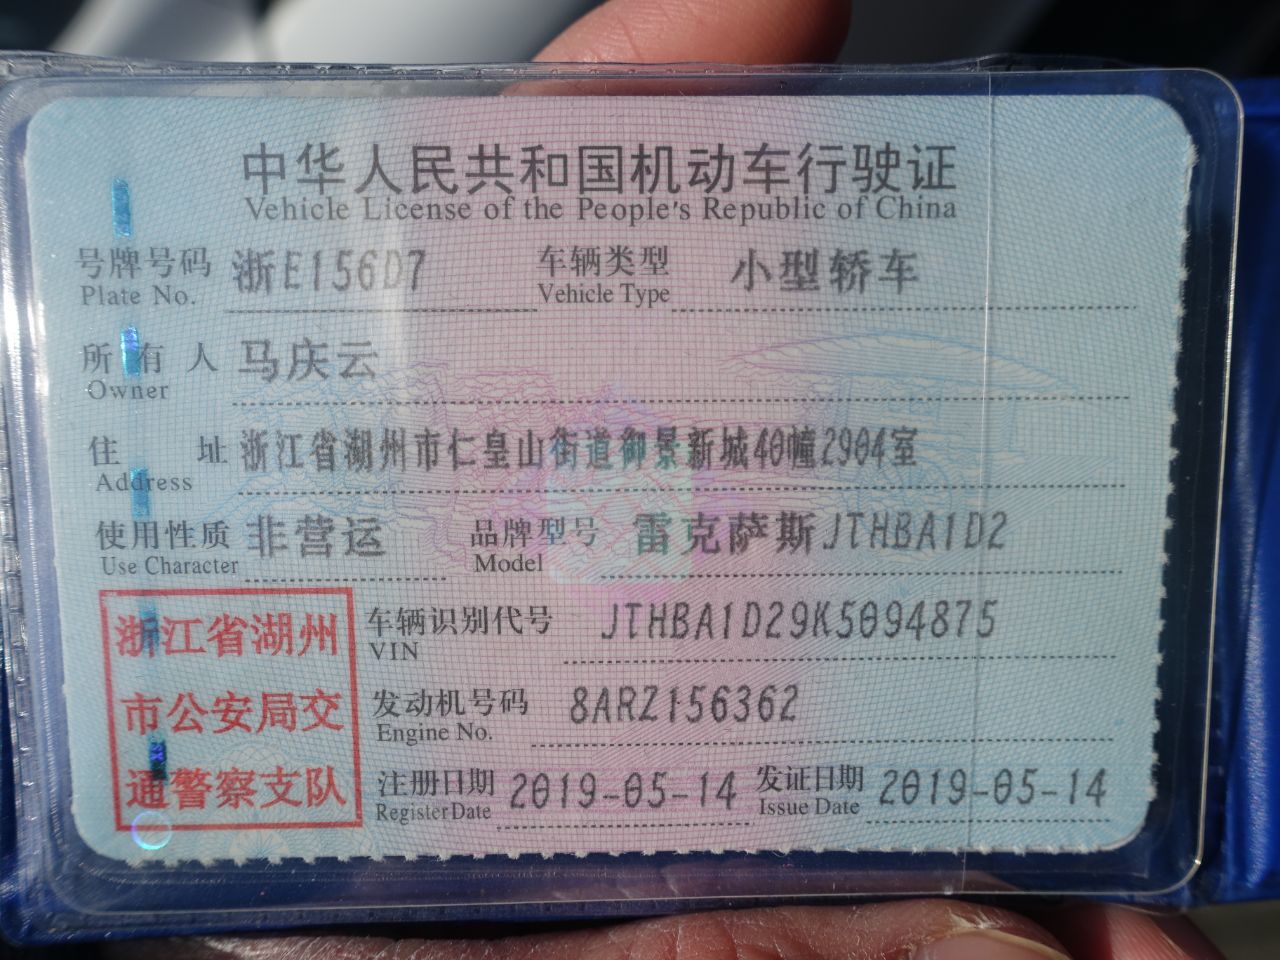 中华人民共和国机动车行驶证
Vehicle License of the People's Republic of China
号牌号码 浙E156D7 车辆类型 小型轿车
Plate No. Vehicle Type
所有人 马庆云
Owner
住址 浙江省湖州市仁皇山街道御景新城40幢2904室
Address
使用性质 非营运 品牌型号 雷克萨斯JTHBA1D2
Use Character Model
浙江省湖州 车辆识别代号 JTHBA1D29K5094875
VIN
市公安局交 发动机号码 8ARZ156362
Engine No.
通警察支队 注册日期 2019-05-14 发证日期 2019-05-14
Register Date Issue Date